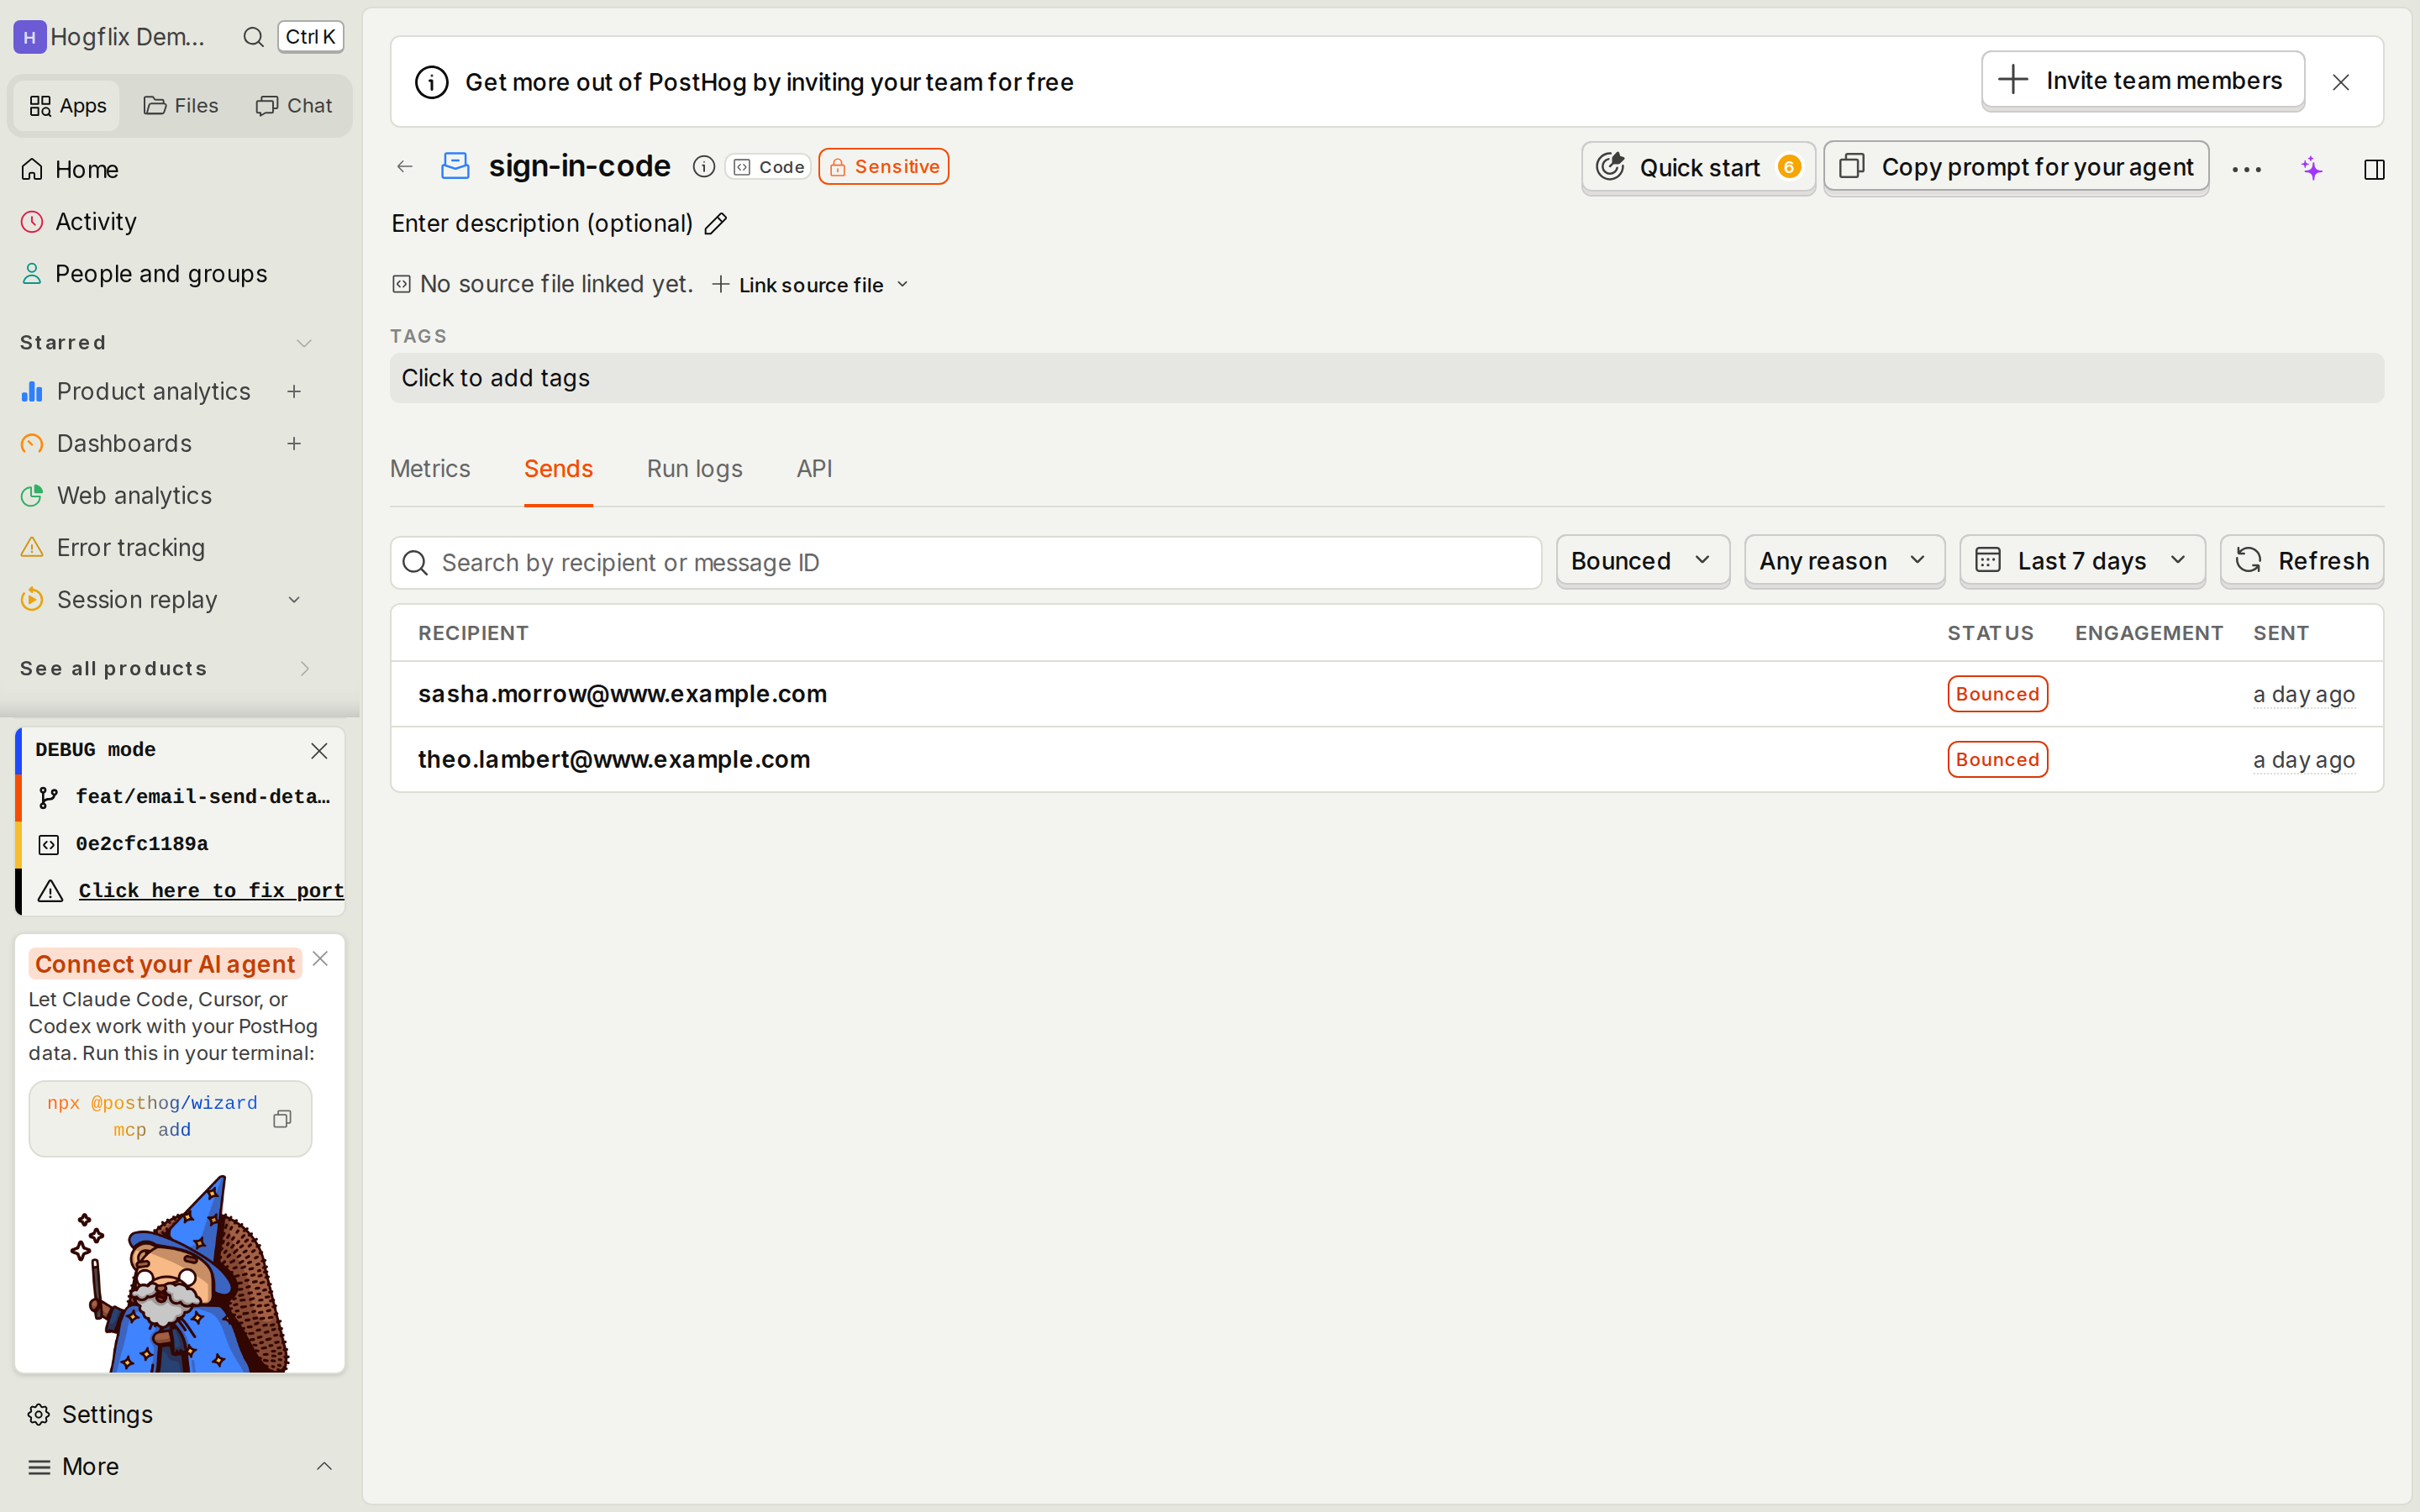 H Hogflix Dem... Ctrl K
Apps Files Chat
Home
Activity
People and groups
Starred
Product analytics
Dashboards
Web analytics
Error tracking
Session replay
See all products
DEBUG mode
feat/email-send-deta…
0e2cfc1189a
Click here to fix port
Connect your AI agent
Let Claude Code, Cursor, or
Codex work with your PostHog
data. Run this in your terminal:
npx @posthog/wizard
mcp add
Settings
More
Get more out of PostHog by inviting your team for free
Invite team members
sign-in-code Code Sensitive
Quick start 6 Copy prompt for your agent
Enter description (optional)
No source file linked yet. Link source file
TAGS
Click to add tags
Metrics Sends Run logs API
Search by recipient or message ID Bounced Any reason Last 7 days Refresh
RECIPIENT STATUS ENGAGEMENT SENT
sasha.morrow@www.example.com Bounced a day ago
theo.lambert@www.example.com Bounced a day ago